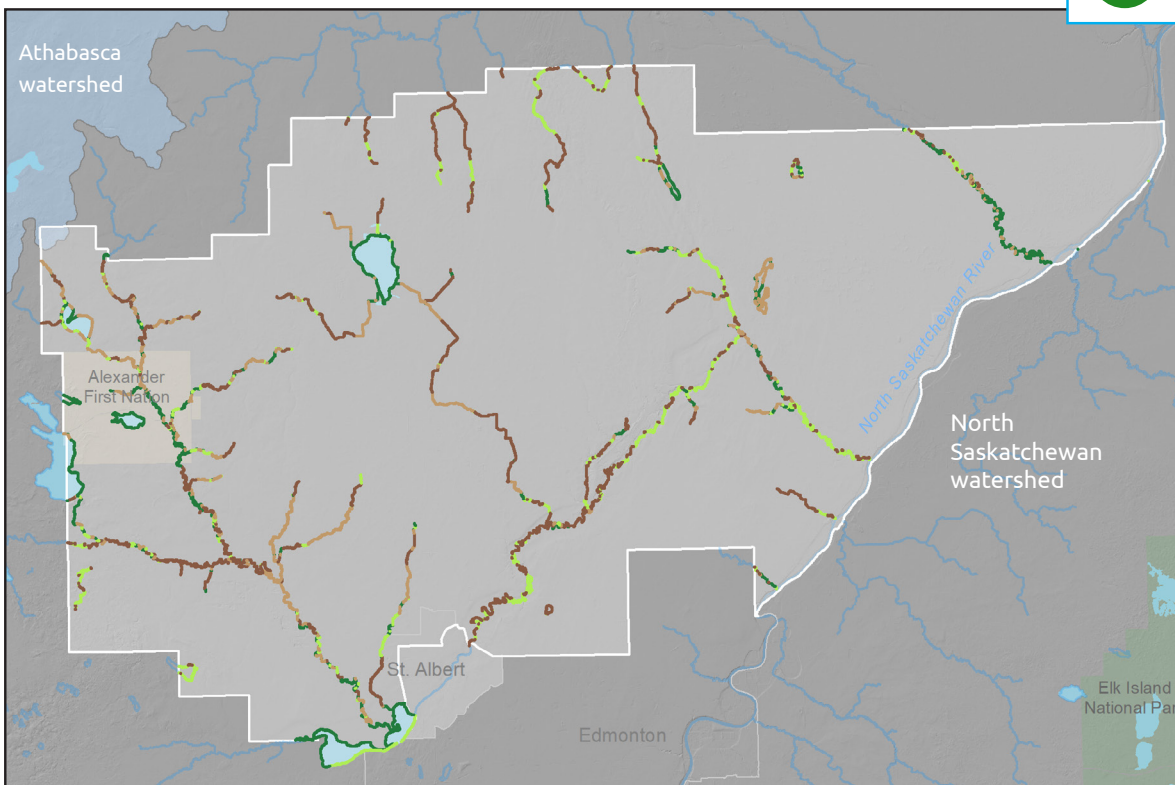 Athabasca
watershed
Alexander
First Nation
North Saskatchewan River
North
Saskatchewan
watershed
St. Albert
Elk Island
National Par
Edmonton